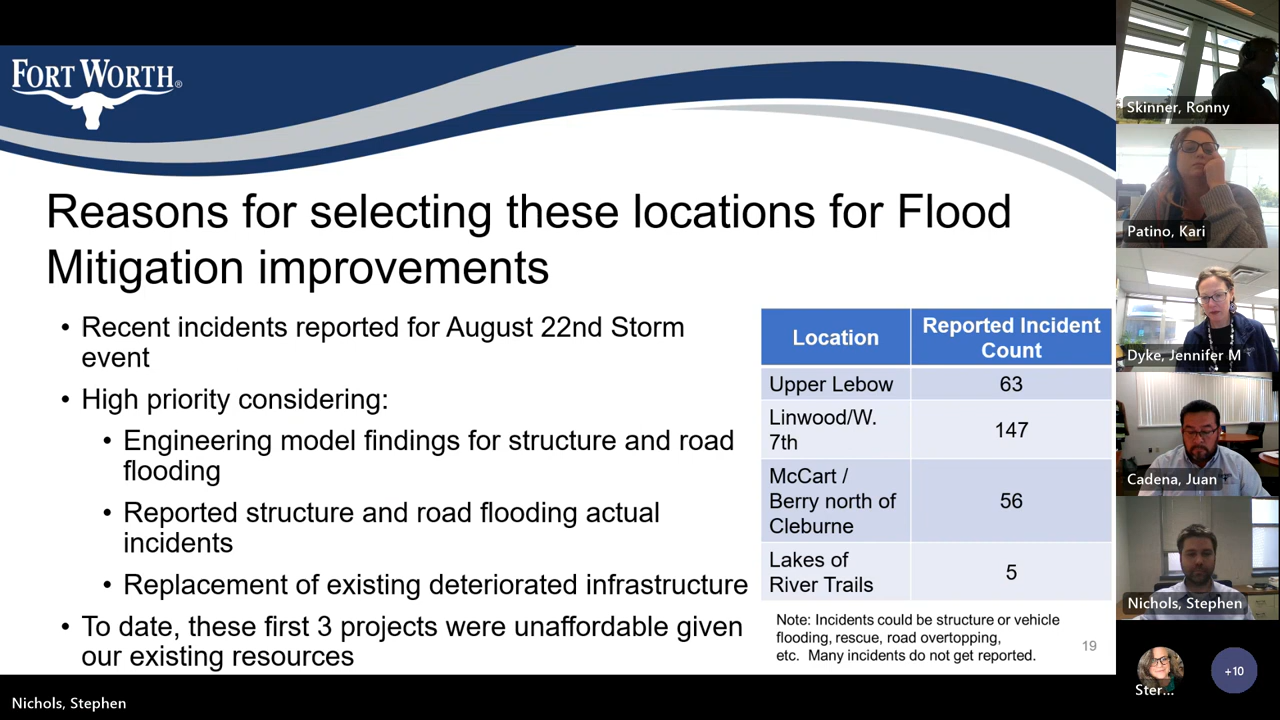 FORT WORTH®
Reasons for selecting these locations for Flood
Mitigation improvements
• Recent incidents reported for August 22nd Storm
event
• High priority considering:
• Engineering model findings for structure and road
flooding
• Reported structure and road flooding actual
incidents
• Replacement of existing deteriorated infrastructure
• To date, these first 3 projects were unaffordable given
our existing resources
Location
Reported Incident
Count
Upper Lebow
63
Linwood/W.
7th
147
McCart /
Berry north of
Cleburne
56
Lakes of
River Trails
5
Note: Incidents could be structure or vehicle
flooding, rescue, road overtopping,
etc. Many incidents do not get reported.
19
Skinner, Ronny
Patino, Kari
Dyke, Jennifer M
Cadena, Juan
Nichols, Stephen
Ster...
+10
Nichols, Stephen